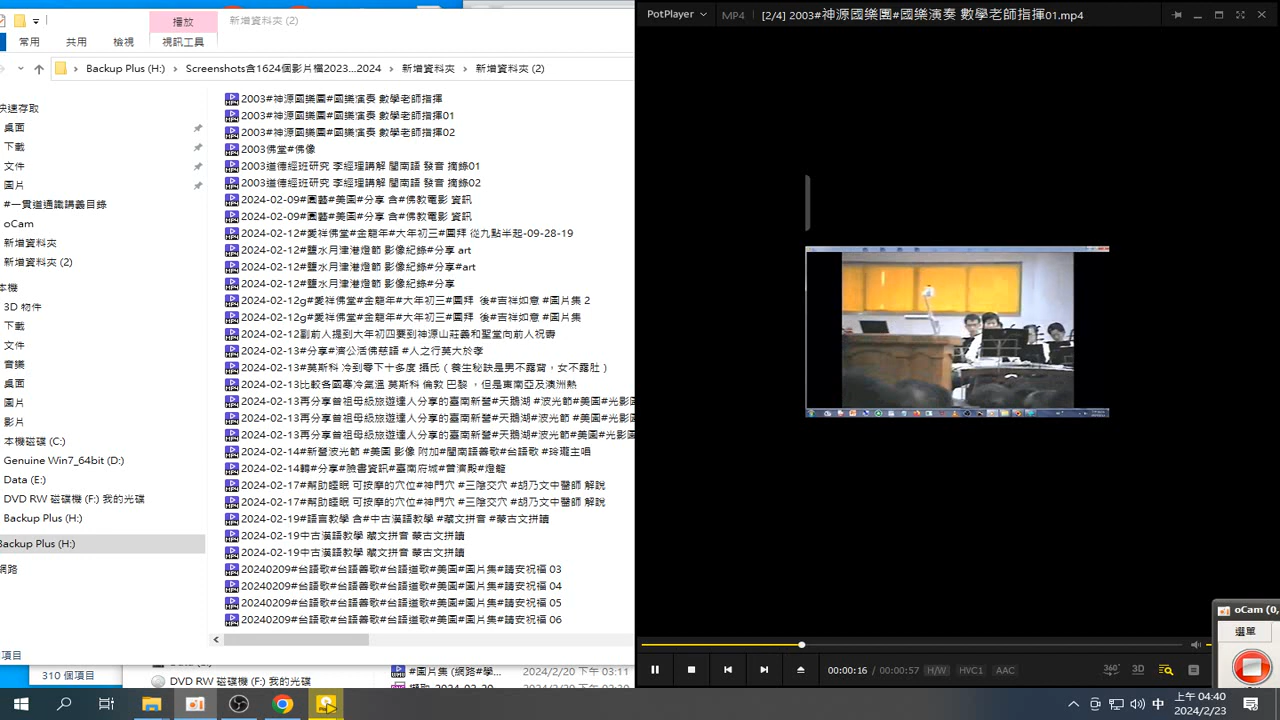 播放
新增資料夾 (2)
常用
共用
檢視
視訊工具
Backup Plus (H:) › Screenshots含1624個影片檔2023...2024 › 新增資料夾 › 新增資料夾 (2)
快速存取
桌面
下載
文件
圖片
#一貫道道識講義目錄
oCam
新增資料夾
新增資料夾 (2)
本機
3D 物件
下載
文件
音樂
桌面
圖片
影片
本機磁碟 (C:)
Genuine Win7_64bit (D:)
Data (E:)
DVD RW 磁碟機 (F:) 我的光碟
Backup Plus (H:)
Backup Plus (H:)
網路
2003#神源國樂團#國樂演奏 數學老師指揮
2003#神源國樂團#國樂演奏 數學老師指揮01
2003#神源國樂團#國樂演奏 數學老師指揮02
2003佛堂#佛像
2003道德經班研究 李經理講解 閩南語 發音 摘錄01
2003道德經班研究 李經理講解 閩南語 發音 摘錄02
2024-02-09#園藝#美圖#分享 含#佛教電影 資訊
2024-02-09#園藝#美圖#分享 含#佛教電影 資訊
2024-02-12#愛祥佛堂#金龍年#大年初三#團拜 從九點半起-09-28-19
2024-02-12#鹽水月津港燈節 影像紀錄#分享 art
2024-02-12#鹽水月津港燈節 影像紀錄#分享#art
2024-02-12#鹽水月津港燈節 影像紀錄#分享
2024-02-12g#愛祥佛堂#金龍年#大年初三#團拜 後#吉祥如意 #圖片集 2
2024-02-12g#愛祥佛堂#金龍年#大年初三#團拜 後#吉祥如意 #圖片集
2024-02-12副前人提到大年初四要到神源山莊義和聖堂向前人祝壽
2024-02-13#分享#濟公活佛慈語 #人之行莫大於孝
2024-02-13#莫斯科 冷到零下十多度 攝氏 ( 養生秘訣是男不露背，女不露肚 )
2024-02-13比較各國寒冷氣溫 莫斯科 倫敦 巴黎 ，但是東南亞及澳洲熱
2024-02-13再分享曾祖母級旅遊達人分享的臺南新營#天鵝湖 #波光節#美圖#光影
2024-02-13再分享曾祖母級旅遊達人分享的臺南新營#天鵝湖 #波光節#美圖#光影
2024-02-13再分享曾祖母級旅遊達人分享的臺南新營#天鵝湖#波光節#美圖#光影
2024-02-14#新營波光節 #美圖 影像 附加#閩南語善歌#台語歌 #玲瓏主唱
2024-02-14轉#分享#臉書資訊#臺南府城#普濟殿#燈籠
2024-02-17#幫助睡眠 可按摩的穴位#神門穴 #三陰交穴 #胡乃文中醫師 解說
2024-02-17#幫助睡眠 可按摩的穴位#神門穴 #三陰交穴 #胡乃文中醫師 解說
2024-02-19#語言教學 含#中古漢語教學 #藏文拼音 #蒙古文拼讀
2024-02-19中古漢語教學 藏文拼音 蒙古文拼讀
2024-02-19中古漢語教學 藏文拼音 蒙古文拼讀
20240209#台語歌#台語善歌#台語道歌#美圖#圖片集#請安祝福 03
20240209#台語歌#台語善歌#台語道歌#美圖#圖片集#請安祝福 04
20240209#台語歌#台語善歌#台語道歌#美圖#圖片集#請安祝福 05
20240209#台語歌#台語善歌#台語道歌#美圖#圖片集#請安祝福 06
項目
310 個項目
DVD RW 磁碟機 (F:) 我的光碟
#圖片集 (網路#學...
2024/2/20 下午 03:11
PotPlayer
MP4
[2/4] 2003#神源國樂團#國樂演奏 數學老師指揮01.mp4
00:00:16 / 00:00:57
H/W
HVC1
AAC
360°
3D
oCam (0,
選單
中
上午 04:40
2024/2/23